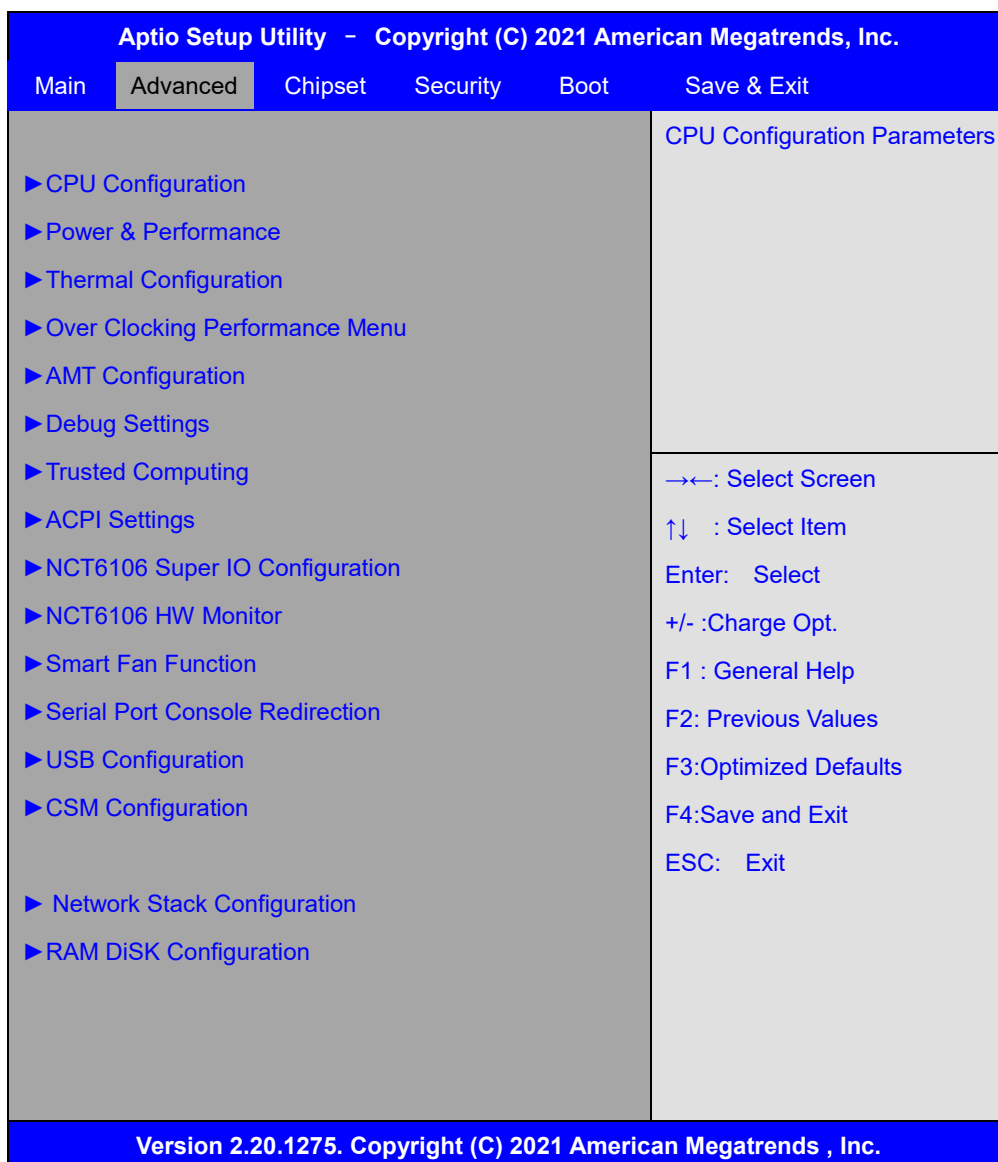 Aptio Setup Utility – Copyright (C) 2021 American Megatrends, Inc.
Main Advanced Chipset Security Boot Save & Exit
CPU Configuration Parameters
►CPU Configuration
►Power & Performance
►Thermal Configuration
►Over Clocking Performance Menu
►AMT Configuration
►Debug Settings
►Trusted Computing
►ACPI Settings
►NCT6106 Super IO Configuration
►NCT6106 HW Monitor
►Smart Fan Function
►Serial Port Console Redirection
►USB Configuration
►CSM Configuration
► Network Stack Configuration
►RAM DiSK Configuration
→←: Select Screen
↑↓ : Select Item
Enter: Select
+/- :Charge Opt.
F1 : General Help
F2: Previous Values
F3:Optimized Defaults
F4:Save and Exit
ESC: Exit
Version 2.20.1275. Copyright (C) 2021 American Megatrends , Inc.